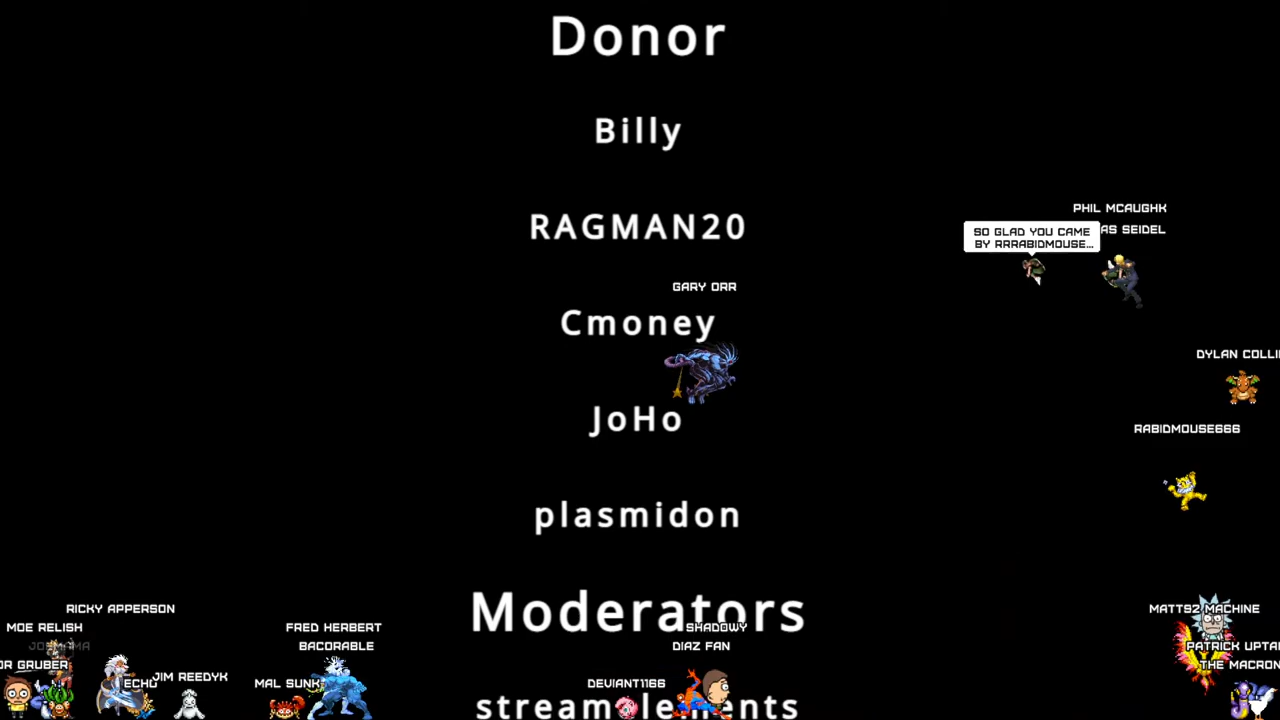 Donor
Billy
PHIL MCAUGHK
RAGMAN20
AS SEIDEL
SO GLAD YOU CAME
BY RRRABIDMOUSE...
GARY ORR
Cmoney
DYLAN COLLI
JoHo
RABIDMOUSE666
plasmidon
Moderators
RICKY APPERSON
MATT92 MACHINE
MOE RELISH
FRED HERBERT
SHADOWY
JOEMAMA
BACORABLE
DIAZ FAN
PATRICK UPTA
OR GRUBER
THE MACRON
ECHO
JIM REEDYK
MAL SUNK
DEVIANT1166
streamelements